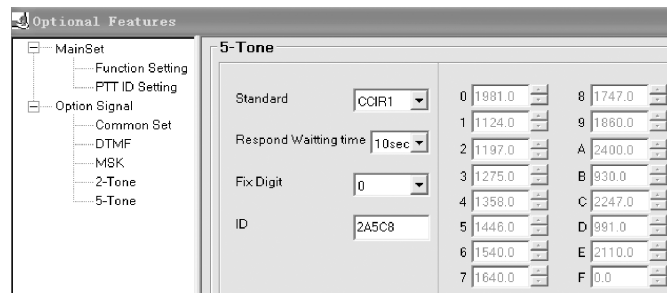 Optional Features
MainSet
Function Setting
PTT ID Setting
Option Signal
Common Set
DTMF
MSK
2-Tone
5-Tone
5-Tone
Standard CCIR1
Respond Waitting time 10sec
Fix Digit 0
ID 2A5C8
0 1981.0 8 1747.0
1 1124.0 9 1860.0
2 1197.0 A 2400.0
3 1275.0 B 930.0
4 1358.0 C 2247.0
5 1446.0 D 991.0
6 1540.0 E 2110.0
7 1640.0 F 0.0